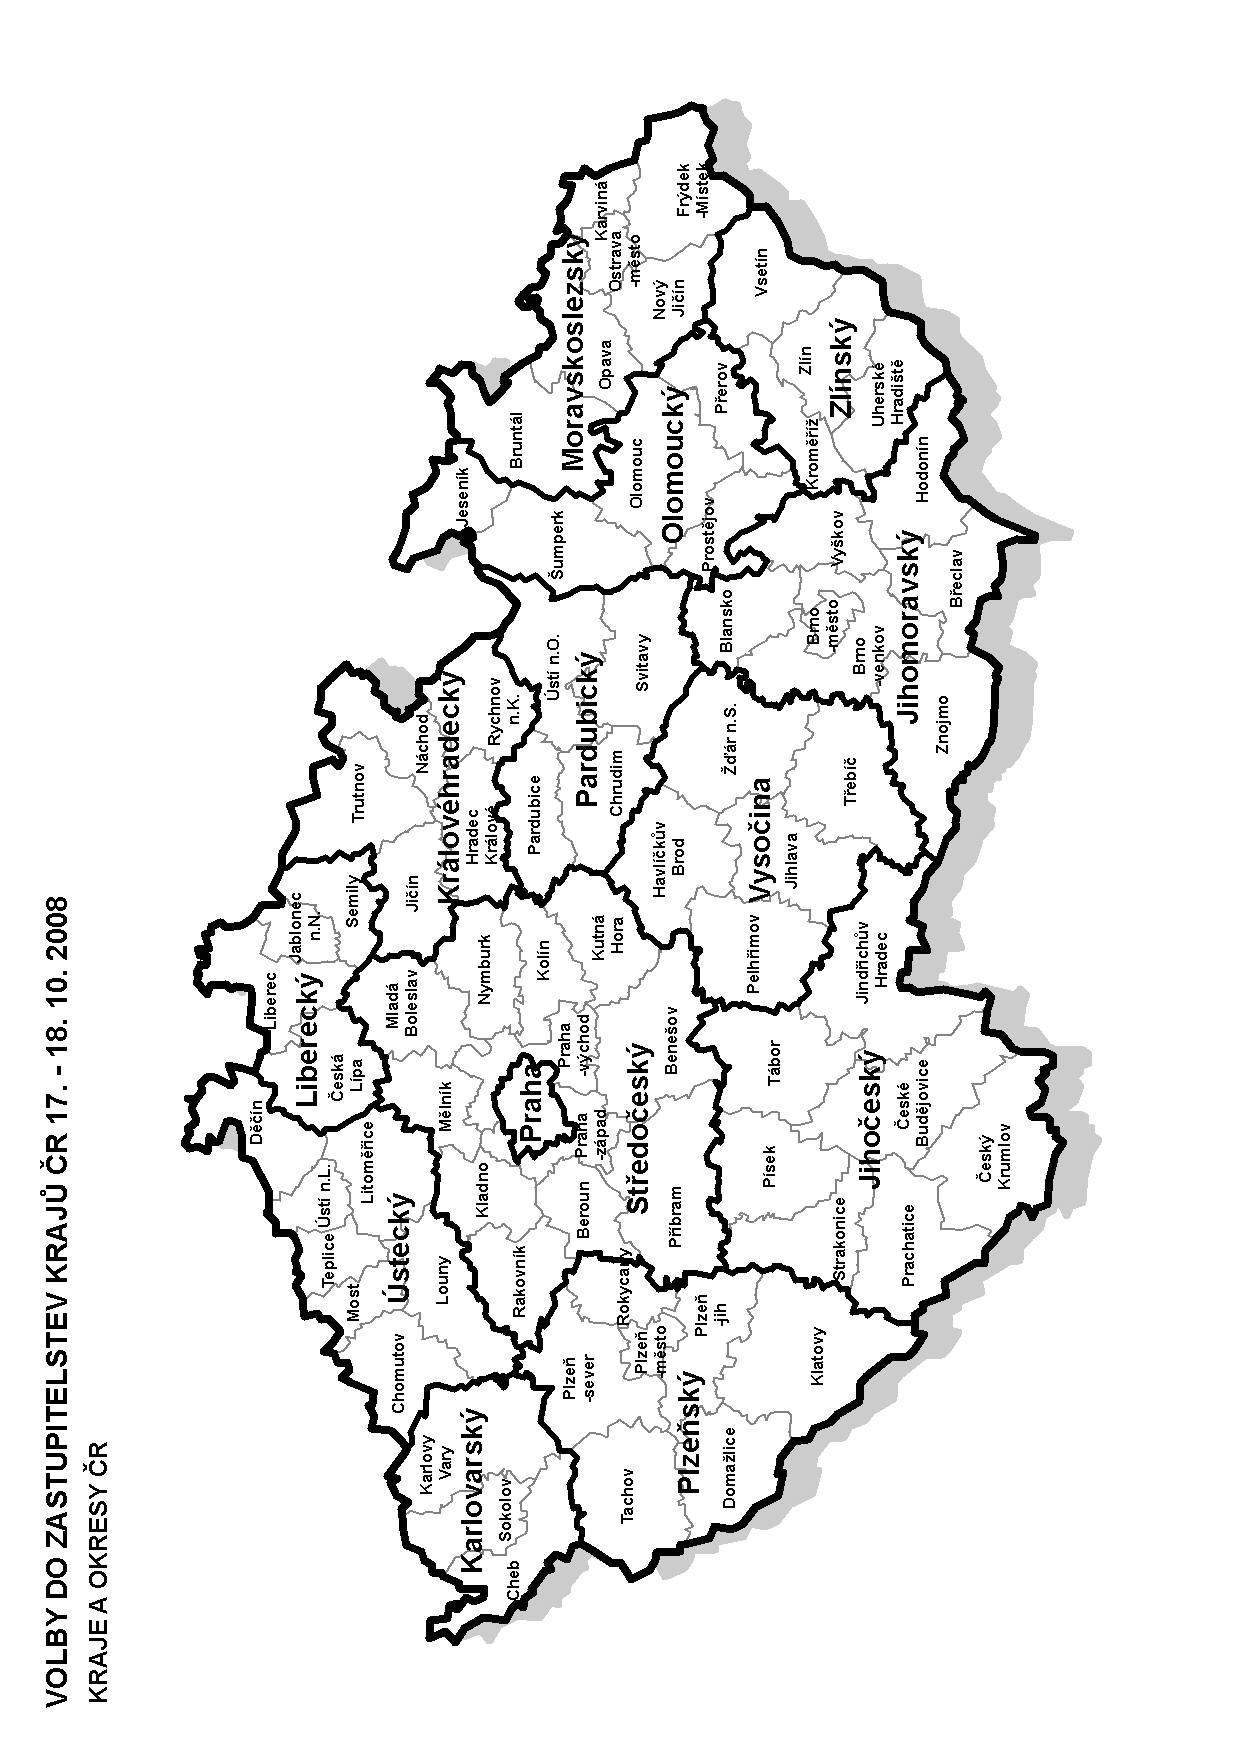 VOLBY DO ZASTUPITELSTEV KRAJŮ ČR 17. - 18. 10. 2008
KRAJE A OKRESY ČR
Děčín
Liberec
Liberecký
Jablonec
n.N.
Česká
Lípa
Semily
Ústí n.L.
Teplice
Litoměřice
Most
Ústecký
Chomutov
Louny
Trutnov
Jičín
Náchod
Královéhradecký
Hradec
Králové
Rychnov
n.K.
Mladá
Boleslav
Mělník
Nymburk
Kladno
Rakovník
Praha
Kolín
Praha
-východ
Praha
-západ
Beroun
Kutná
Hora
Středočeský
Benešov
Příbram
Karlovy
Vary
Karlovarský
Sokolov
Cheb
Plzeň
-sever
Rokycany
Plzeň
-město
Tachov
Plzeňský
Plzeň
-jih
Domažlice
Klatovy
Pardubice
Ústí n.O.
Pardubický
Chrudim
Svitavy
Jeseník
Šumperk
Olomouc
Olomoucký
Prostějov
Přerov
Bruntál
Moravskoslezský
Opava
Karviná
Ostrava
-město
Nový
Jičín
Frýdek
-Místek
Havlíčkův
Brod
Žďár n.S.
Vysočina
Pelhřimov
Jihlava
Třebíč
Tábor
Písek
Strakonice
Jihočeský
Jindřichův
Hradec
České
Budějovice
Prachatice
Český
Krumlov
Blansko
Vyškov
Brno
-město
Brno
-venkov
Jihomoravský
Znojmo
Břeclav
Hodonín
Vsetín
Zlín
Kroměříž
Zlínský
Uherské
Hradiště